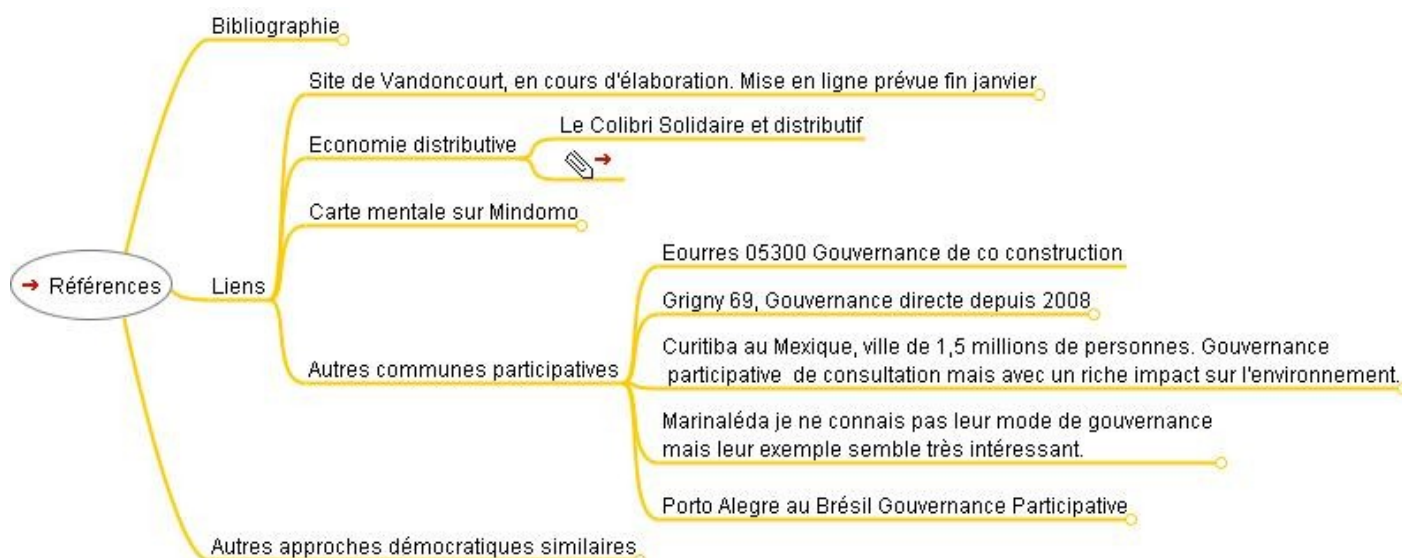 Bibliographie
Site de Vandoncourt, en cours d'élaboration. Mise en ligne prévue fin janvier
Le Colibri Solidaire et distributif
Economie distributive
Carte mentale sur Mindomo
Eourres 05300 Gouvernance de co construction
Références
Liens
Grigny 69, Gouvernance directe depuis 2008
Curitiba au Mexique, ville de 1,5 millions de personnes. Gouvernance
participative de consultation mais avec un riche impact sur l'environnement.
Autres communes participatives
Marinaléda je ne connais pas leur mode de gouvernance
mais leur exemple semble très intéressant.
Porto Alegre au Brésil Gouvernance Participative
Autres approches démocratiques similaires